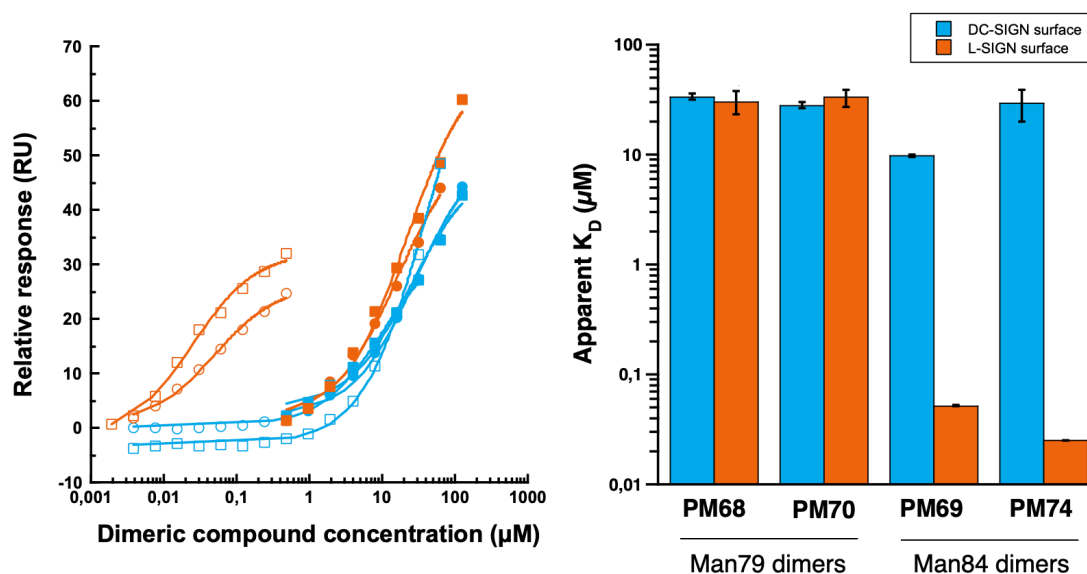 Relative response (RU)
70
60
50
40
30
20
10
0
-10
0,001
0,01
0,1
1
10
100
1000
Dimeric compound concentration (µM)
DC-SIGN surface
L-SIGN surface
Apparent KD (µM)
100
10
1
0,1
0,01
PM68
PM70
PM69
PM74
Man79 dimers
Man84 dimers